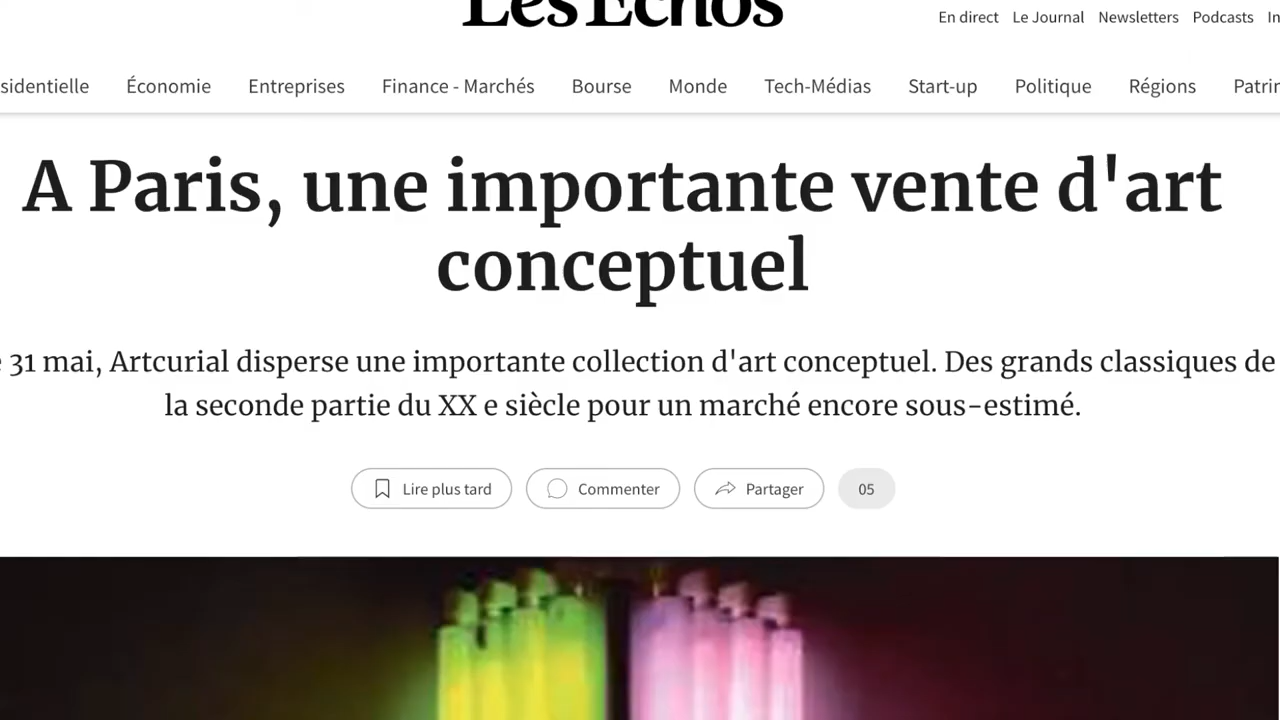 Les Echos
En direct Le Journal Newsletters Podcasts
sidentielle Économie Entreprises Finance - Marchés Bourse Monde Tech-Médias Start-up Politique Régions Patrim
A Paris, une importante vente d'art
conceptuel
e 31 mai, Artcurial disperse une importante collection d'art conceptuel. Des grands classiques de
la seconde partie du XX e siècle pour un marché encore sous-estimé.
Lire plus tard Commenter Partager 05